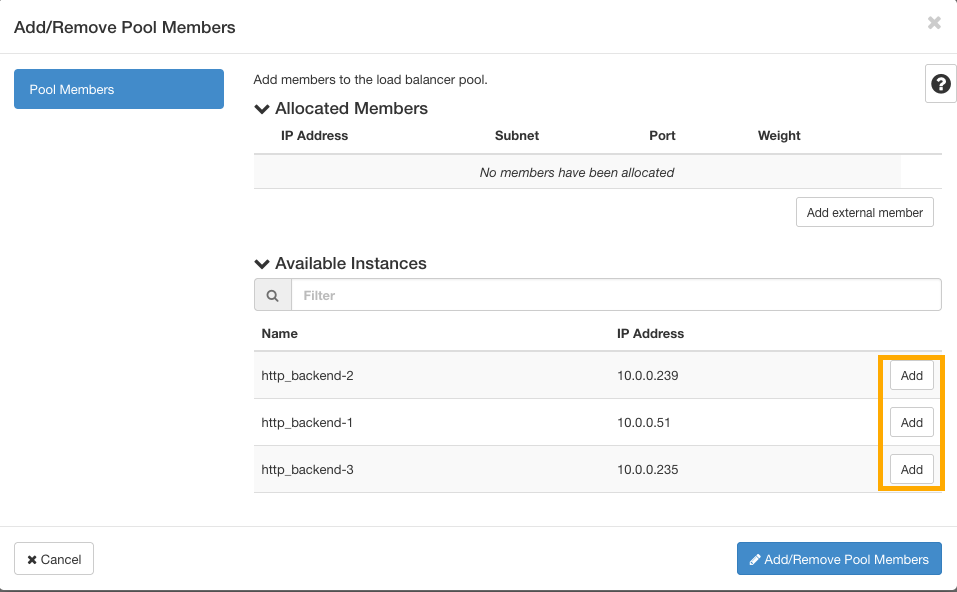 Add/Remove Pool Members
Pool Members
Add members to the load balancer pool.
Allocated Members
IP Address Subnet Port Weight
No members have been allocated
Add external member
Available Instances
Filter
Name IP Address
http_backend-2 10.0.0.239 Add
http_backend-1 10.0.0.51 Add
http_backend-3 10.0.0.235 Add
Cancel Add/Remove Pool Members